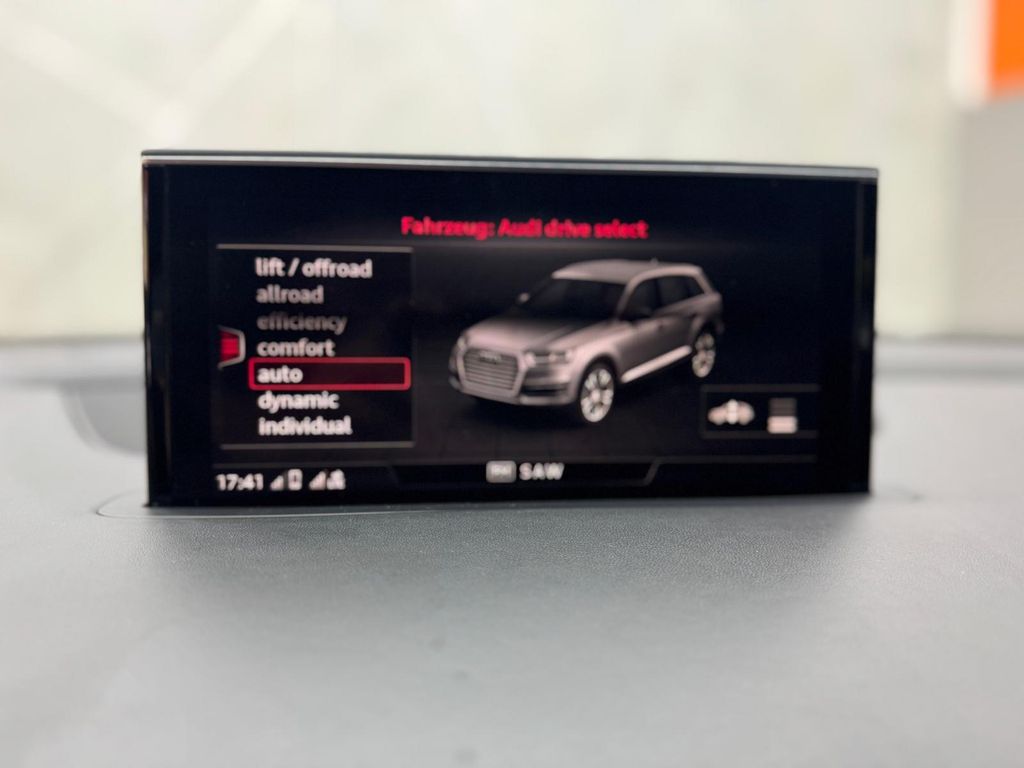 Fahrzeug: Audi drive select
lift / offroad
allroad
efficiency
comfort
auto
dynamic
individual
17:41
SAW